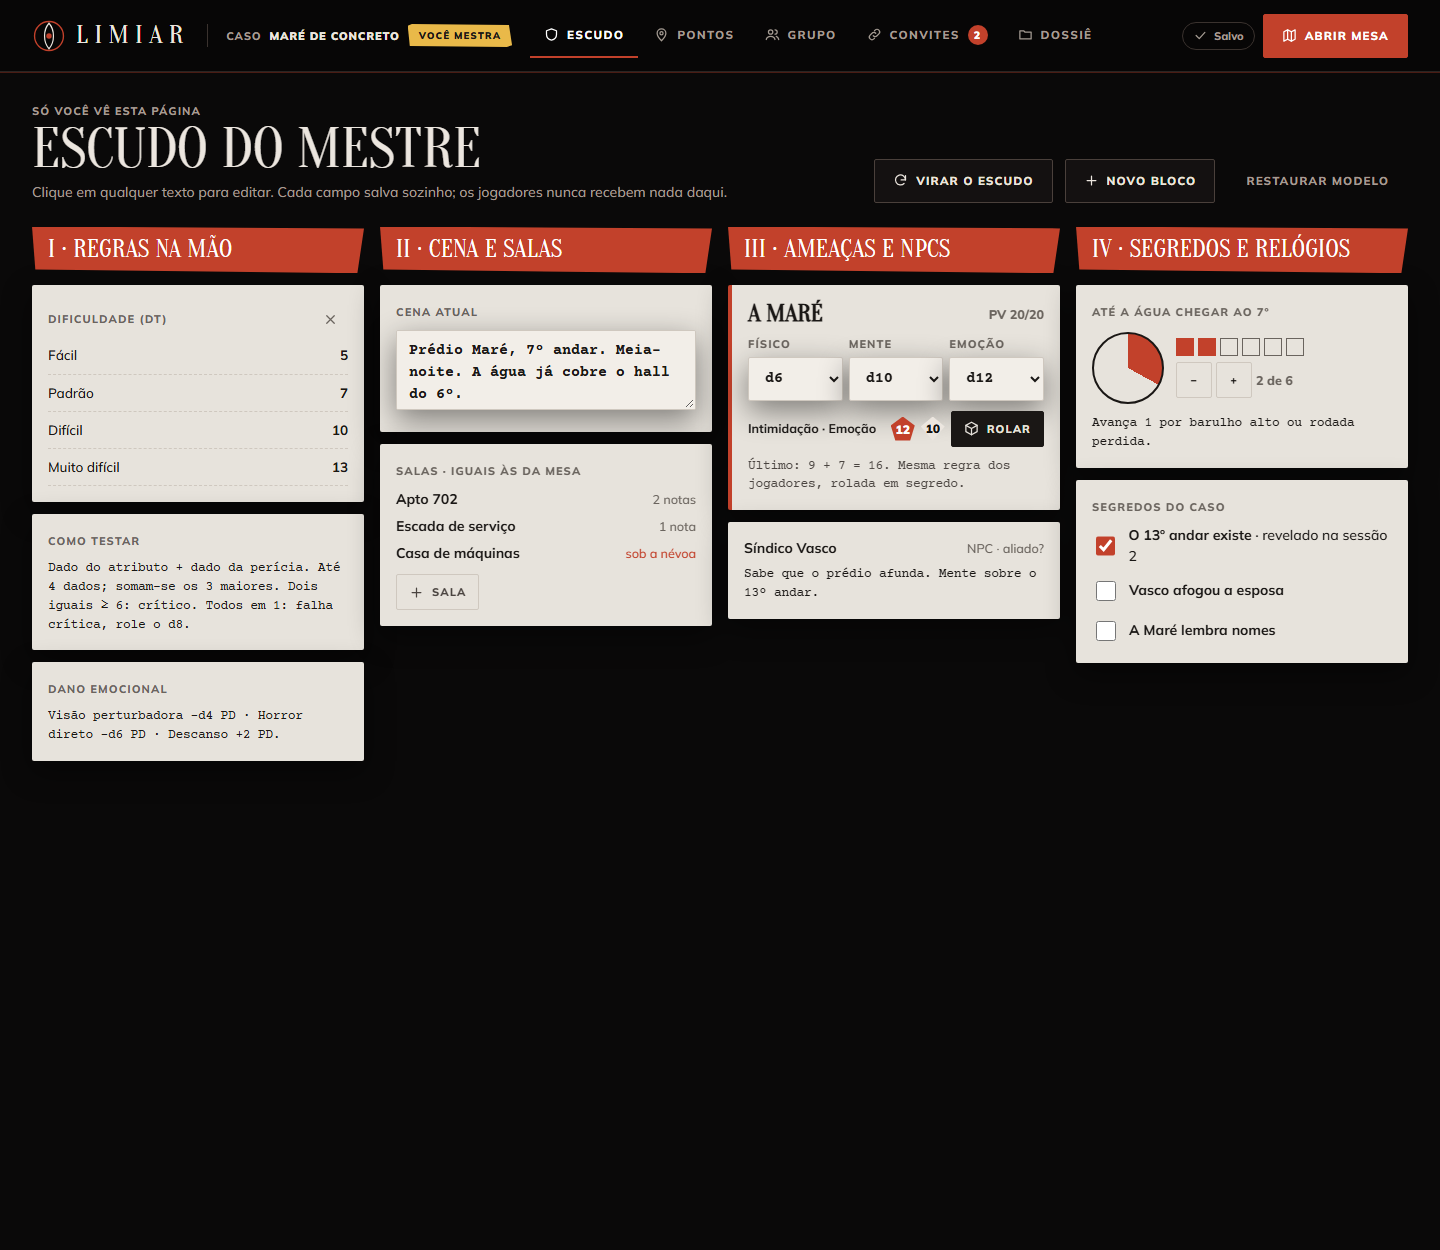 LIMIAR
CASO MARÉ DE CONCRETO VOCÊ MESTRA
ESCUDO
PONTOS
GRUPO
CONVITES 2
DOSSIÊ
Salvo
ABRIR MESA
SÓ VOCÊ VÊ ESTA PÁGINA
ESCUDO DO MESTRE
Clique em qualquer texto para editar. Cada campo salva sozinho; os jogadores nunca recebem nada daqui.
VIRAR O ESCUDO
NOVO BLOCO
RESTAURAR MODELO
I · REGRAS NA MÃO
DIFICULDADE (DT)
Fácil 5
Padrão 7
Difícil 10
Muito difícil 13
COMO TESTAR
Dado do atributo + dado da perícia. Até
4 dados; somam-se os 3 maiores. Dois
iguais ≥ 6: crítico. Todos em 1: falha
crítica, role o d8.
DANO EMOCIONAL
Visão perturbadora -d4 PD · Horror
direto -d6 PD · Descanso +2 PD.
II · CENA E SALAS
CENA ATUAL
Prédio Maré, 7º andar. Meia-
noite. A água já cobre o hall
do 6º.
SALAS · IGUAIS ÀS DA MESA
Apto 702 2 notas
Escada de serviço 1 nota
Casa de máquinas sob a névoa
+ SALA
III · AMEAÇAS E NPCS
A MARÉ PV 20/20
FÍSICO MENTE EMOÇÃO
d6 d10 d12
Intimidação · Emoção 12 10 ROLAR
Último: 9 + 7 = 16. Mesma regra dos
jogadores, rolada em segredo.
Síndico Vasco NPC · aliado?
Sabe que o prédio afunda. Mente sobre o
13º andar.
IV · SEGREDOS E RELÓGIOS
ATÉ A ÁGUA CHEGAR AO 7º
− + 2 de 6
Avança 1 por barulho alto ou rodada
perdida.
SEGREDOS DO CASO
O 13º andar existe · revelado na sessão
2
Vasco afogou a esposa
A Maré lembra nomes